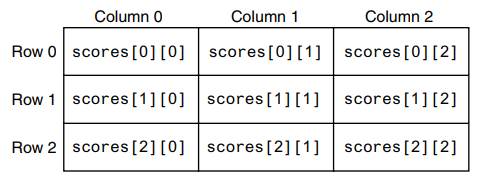 Column 0 Column 1 Column 2
Row 0 scores[0][0] scores[0][1] scores[0][2]
Row 1 scores[1][0] scores[1][1] scores[1][2]
Row 2 scores[2][0] scores[2][1] scores[2][2]